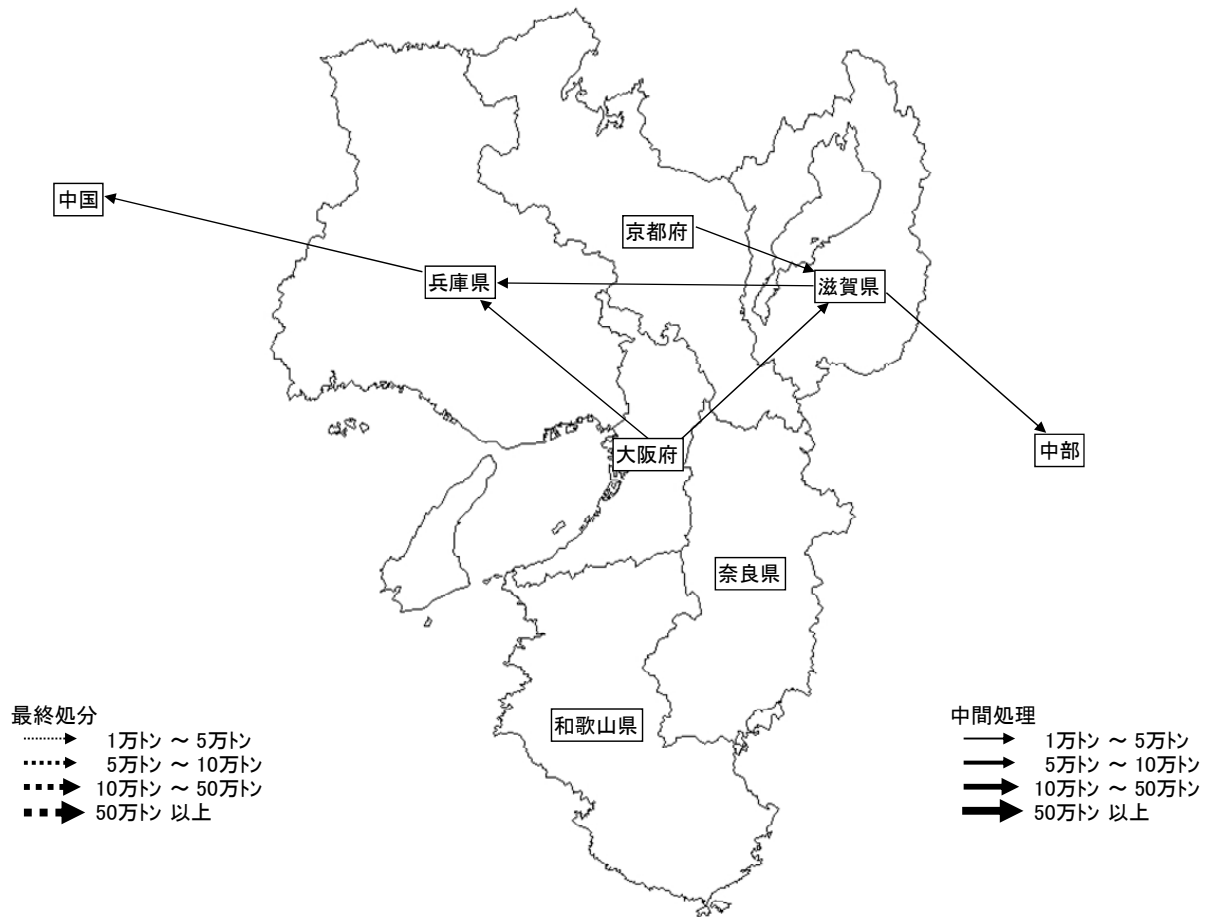 中国
京都府
兵庫県
滋賀県
大阪府
中部
奈良県
和歌山県
最終処分
1万トン ～ 5万トン
5万トン ～ 10万トン
10万トン ～ 50万トン
50万トン 以上
中間処理
1万トン ～ 5万トン
5万トン ～ 10万トン
10万トン ～ 50万トン
50万トン 以上